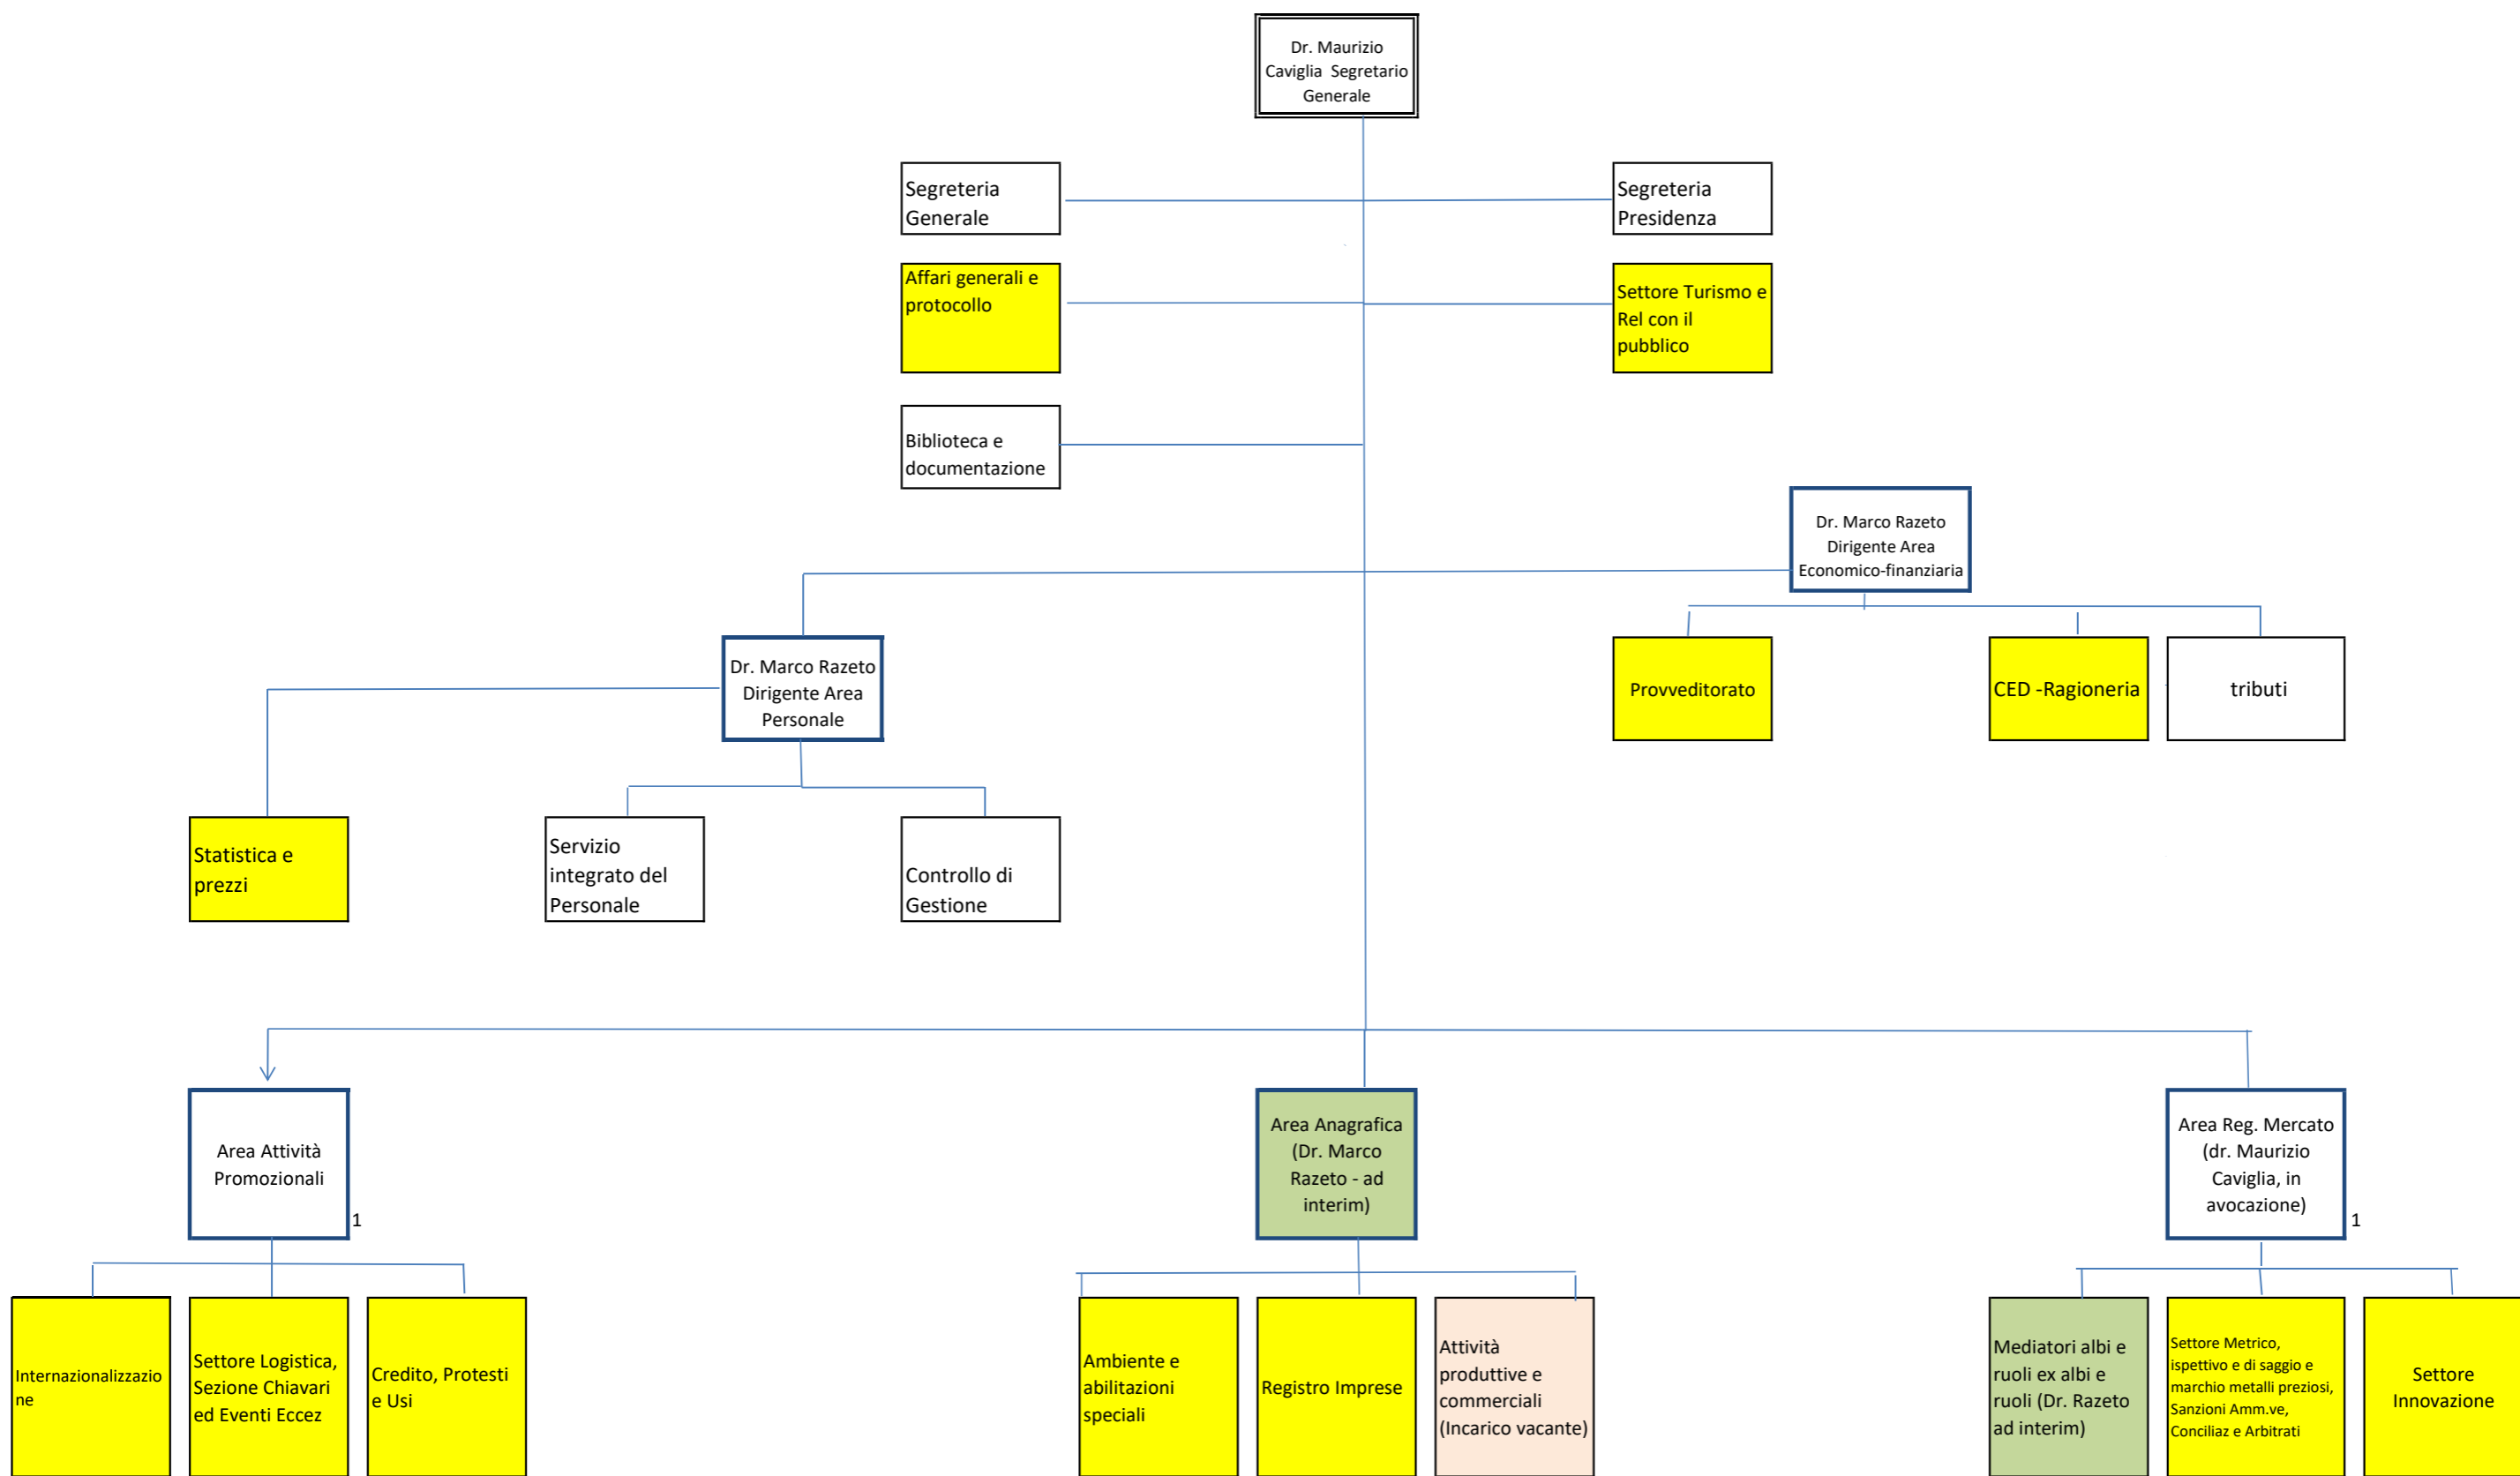 Dr. Maurizio
Caviglia  Segretario
Generale
Segreteria
Generale
Segreteria
Presidenza
Affari generali e
protocollo
Settore Turismo e
Rel con il
pubblico
Biblioteca e
documentazione
Dr. Marco Razeto
Dirigente Area
Economico-finanziaria
Dr. Marco Razeto
Dirigente Area
Personale
Provveditorato
CED -Ragioneria
tributi
Statistica e
prezzi
Servizio
integrato del
Personale
Controllo di
Gestione
Area Attività
Promozionali
1
Area Anagrafica
(Dr. Marco
Razeto - ad
interim)
Area Reg. Mercato
(dr. Maurizio
Caviglia, in
avocazione)
1
Internazionalizzazio
ne
Settore Logistica,
Sezione Chiavari
ed Eventi Eccez
Credito, Protesti
e Usi
Ambiente e
abilitazioni
speciali
Registro Imprese
Attività
produttive e
commerciali
(Incarico vacante)
Mediatori albi e
ruoli ex albi e
ruoli (Dr. Razeto
ad interim)
Settore Metrico,
ispettivo e di saggio e
marchio metalli preziosi,
Sanzioni Amm.ve,
Conciliaz e Arbitrati
Settore
Innovazione